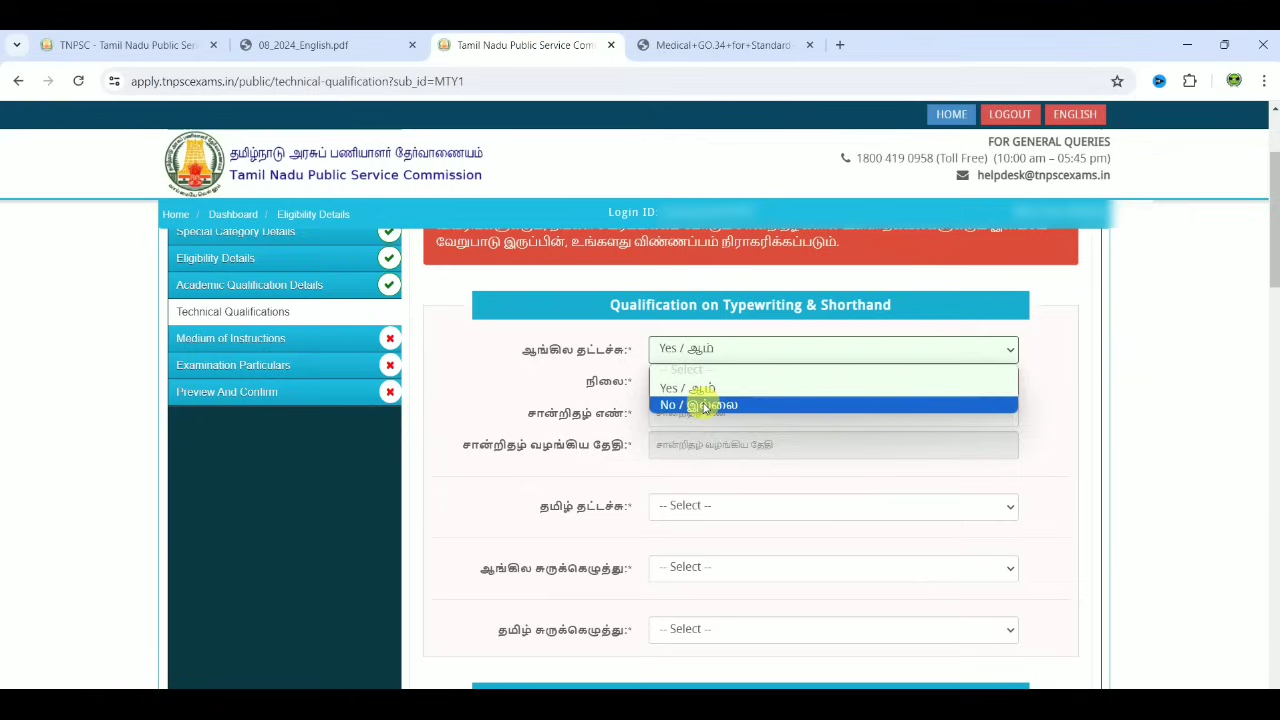 TNPSC - Tamil Nadu Public Ser
08_2024_English.pdf
Tamil Nadu Public Service Com
Medical+GO.34+for+Standard
apply.tnpscexams.in/public/technical-qualification?sub_id=MTY1
HOME
LOGOUT
ENGLISH
தமிழ்நாடு அரசுப் பணியாளர் தேர்வாணையம்
Tamil Nadu Public Service Commission
FOR GENERAL QUERIES
1800 419 0958 (Toll Free) (10:00 am – 05:45 pm)
helpdesk@tnpscexams.in
Home / Dashboard / Eligibility Details
Login ID:
Special Category Details
Eligibility Details
Academic Qualification Details
Technical Qualifications
Medium of Instructions
Examination Particulars
Preview And Confirm
வேறுபாடு இருப்பின், உங்களது விண்ணப்பம் நிராகரிக்கப்படும்.
Qualification on Typewriting & Shorthand
ஆங்கில தட்டச்சு:*
Yes / ஆம்
-- Select --
Yes / ஆம்
No / இல்லை
நிலை:*
சான்றிதழ் எண்:*
சான்றிதழ் வழங்கிய தேதி:*
சான்றிதழ் வழங்கிய தேதி
தமிழ் தட்டச்சு:*
-- Select --
ஆங்கில சுருக்கெழுத்து:*
-- Select --
தமிழ் சுருக்கெழுத்து:*
-- Select --